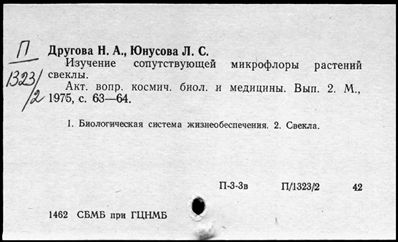 П
1323/2
Другова Н. А., Юнусова Л. С.
Изучение сопутствующей микрофлоры растений
свеклы.
Акт. вопр. космич. биол. и медицины. Вып. 2. М.,
1975, с. 63—64.
1. Биологическая система жизнеобеспечения. 2. Свекла.
П-3-3в П/1323/2 42
1462 СБМБ при ГЦНМБ